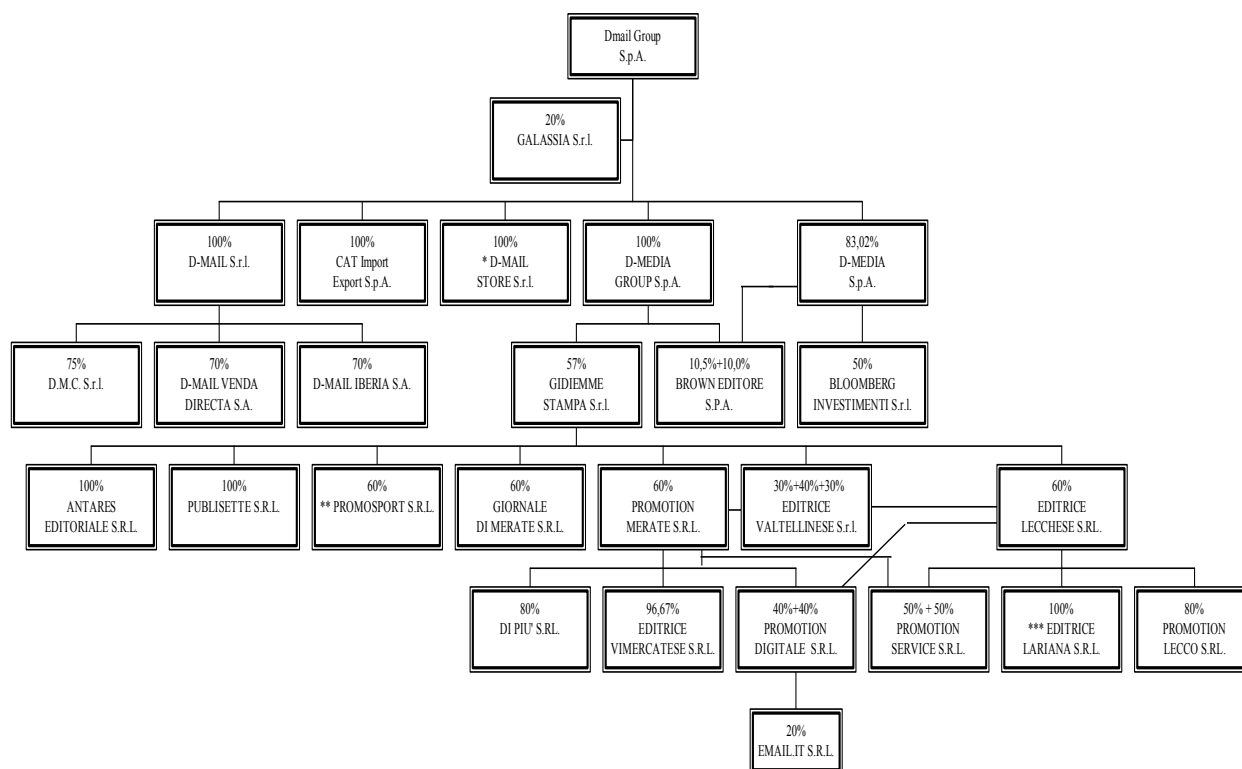 Dmail Group
S.p.A.
20%
GALASSIA S.r.l.
100%
D-MAIL S.r.l.
100%
CAT Import
Export S.p.A.
100%
* D-MAIL
STORE S.r.l.
100%
D-MEDIA
GROUP S.p.A.
83,02%
D-MEDIA
S.p.A.
75%
D.M.C. S.r.l.
70%
D-MAIL VENDA
DIRECTA S.A.
70%
D-MAIL IBERIA S.A.
57%
GIDIEMME
STAMPA S.r.l.
10,5%+10,0%
BROWN EDITORE
S.P.A.
50%
BLOOMBERG
INVESTIMENTI S.r.l.
100%
ANTARES
EDITORIALE S.R.L.
100%
PUBLISETTE S.R.L.
60%
** PROMOSPORT S.R.L.
60%
GIORNALE
DI MERATE S.R.L.
60%
PROMOTION
MERATE S.R.L.
30%+40%+30%
EDITRICE
VALTELLINESE S.r.l.
60%
EDITRICE
LECCHESE S.RL.
80%
DI PIU' S.RL.
96,67%
EDITRICE
VIMERCATESE S.R.L.
40%+40%
PROMOTION
DIGITALE S.R.L.
50% + 50%
PROMOTION
SERVICE S.R.L.
100%
*** EDITRICE
LARIANA S.R.L.
80%
PROMOTION
LECCO S.RL.
20%
EMAIL.IT S.R.L.